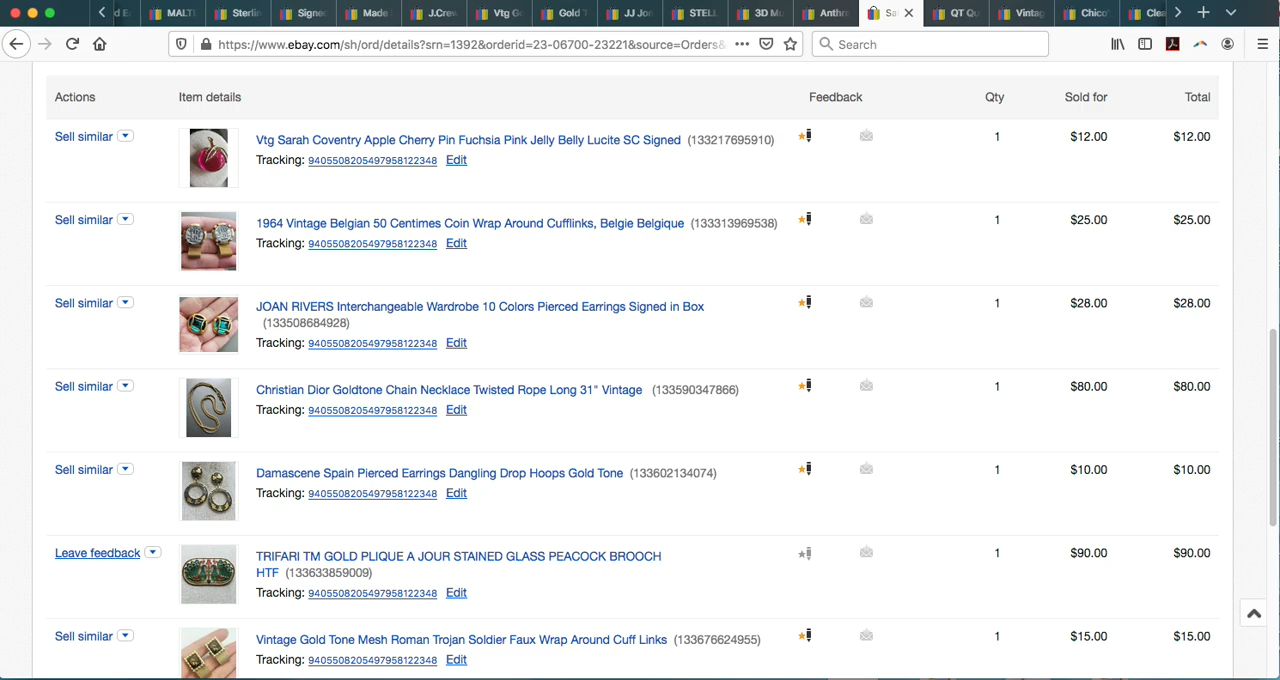 MALT
Sterlin
Signe
Made
J.Cre
Vtg G
Gold T
JJ Jon
STELL
3D Mu
Anthr
Sa
QT Qu
Vintag
Chico'
Clea
https://www.ebay.com/sh/ord/details?srn=1392&orderid=23-06700-23221&source=Orders&
Search
Actions Item details Feedback Qty Sold for Total
Sell similar
Vtg Sarah Coventry Apple Cherry Pin Fuchsia Pink Jelly Belly Lucite SC Signed (133217695910)
1 $12.00 $12.00
Tracking: 9405508205497958122348 Edit
Sell similar
1964 Vintage Belgian 50 Centimes Coin Wrap Around Cufflinks, Belgie Belgique (133313969538)
1 $25.00 $25.00
Tracking: 9405508205497958122348 Edit
Sell similar
JOAN RIVERS Interchangeable Wardrobe 10 Colors Pierced Earrings Signed in Box
(133508684928)
1 $28.00 $28.00
Tracking: 9405508205497958122348 Edit
Sell similar
Christian Dior Goldtone Chain Necklace Twisted Rope Long 31" Vintage (133590347866)
1 $80.00 $80.00
Tracking: 9405508205497958122348 Edit
Sell similar
Damascene Spain Pierced Earrings Dangling Drop Hoops Gold Tone (133602134074)
1 $10.00 $10.00
Tracking: 9405508205497958122348 Edit
Leave feedback
TRIFARI TM GOLD PLIQUE A JOUR STAINED GLASS PEACOCK BROOCH
HTF (133633859009)
1 $90.00 $90.00
Tracking: 9405508205497958122348 Edit
Sell similar
Vintage Gold Tone Mesh Roman Trojan Soldier Faux Wrap Around Cuff Links (133676624955)
1 $15.00 $15.00
Tracking: 9405508205497958122348 Edit